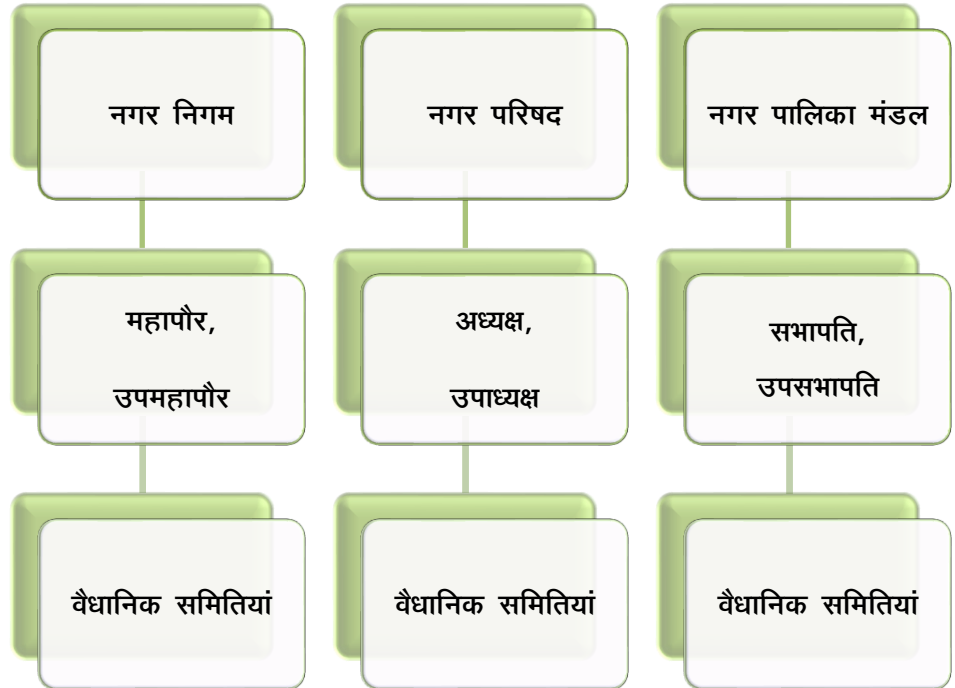 नगर निगम
नगर परिषद
नगर पालिका मंडल
महापौर,
उपमहापौर
अध्यक्ष,
उपाध्यक्ष
सभापति,
उपसभापति
वैधानिक समितियां
वैधानिक समितियां
वैधानिक समितियां